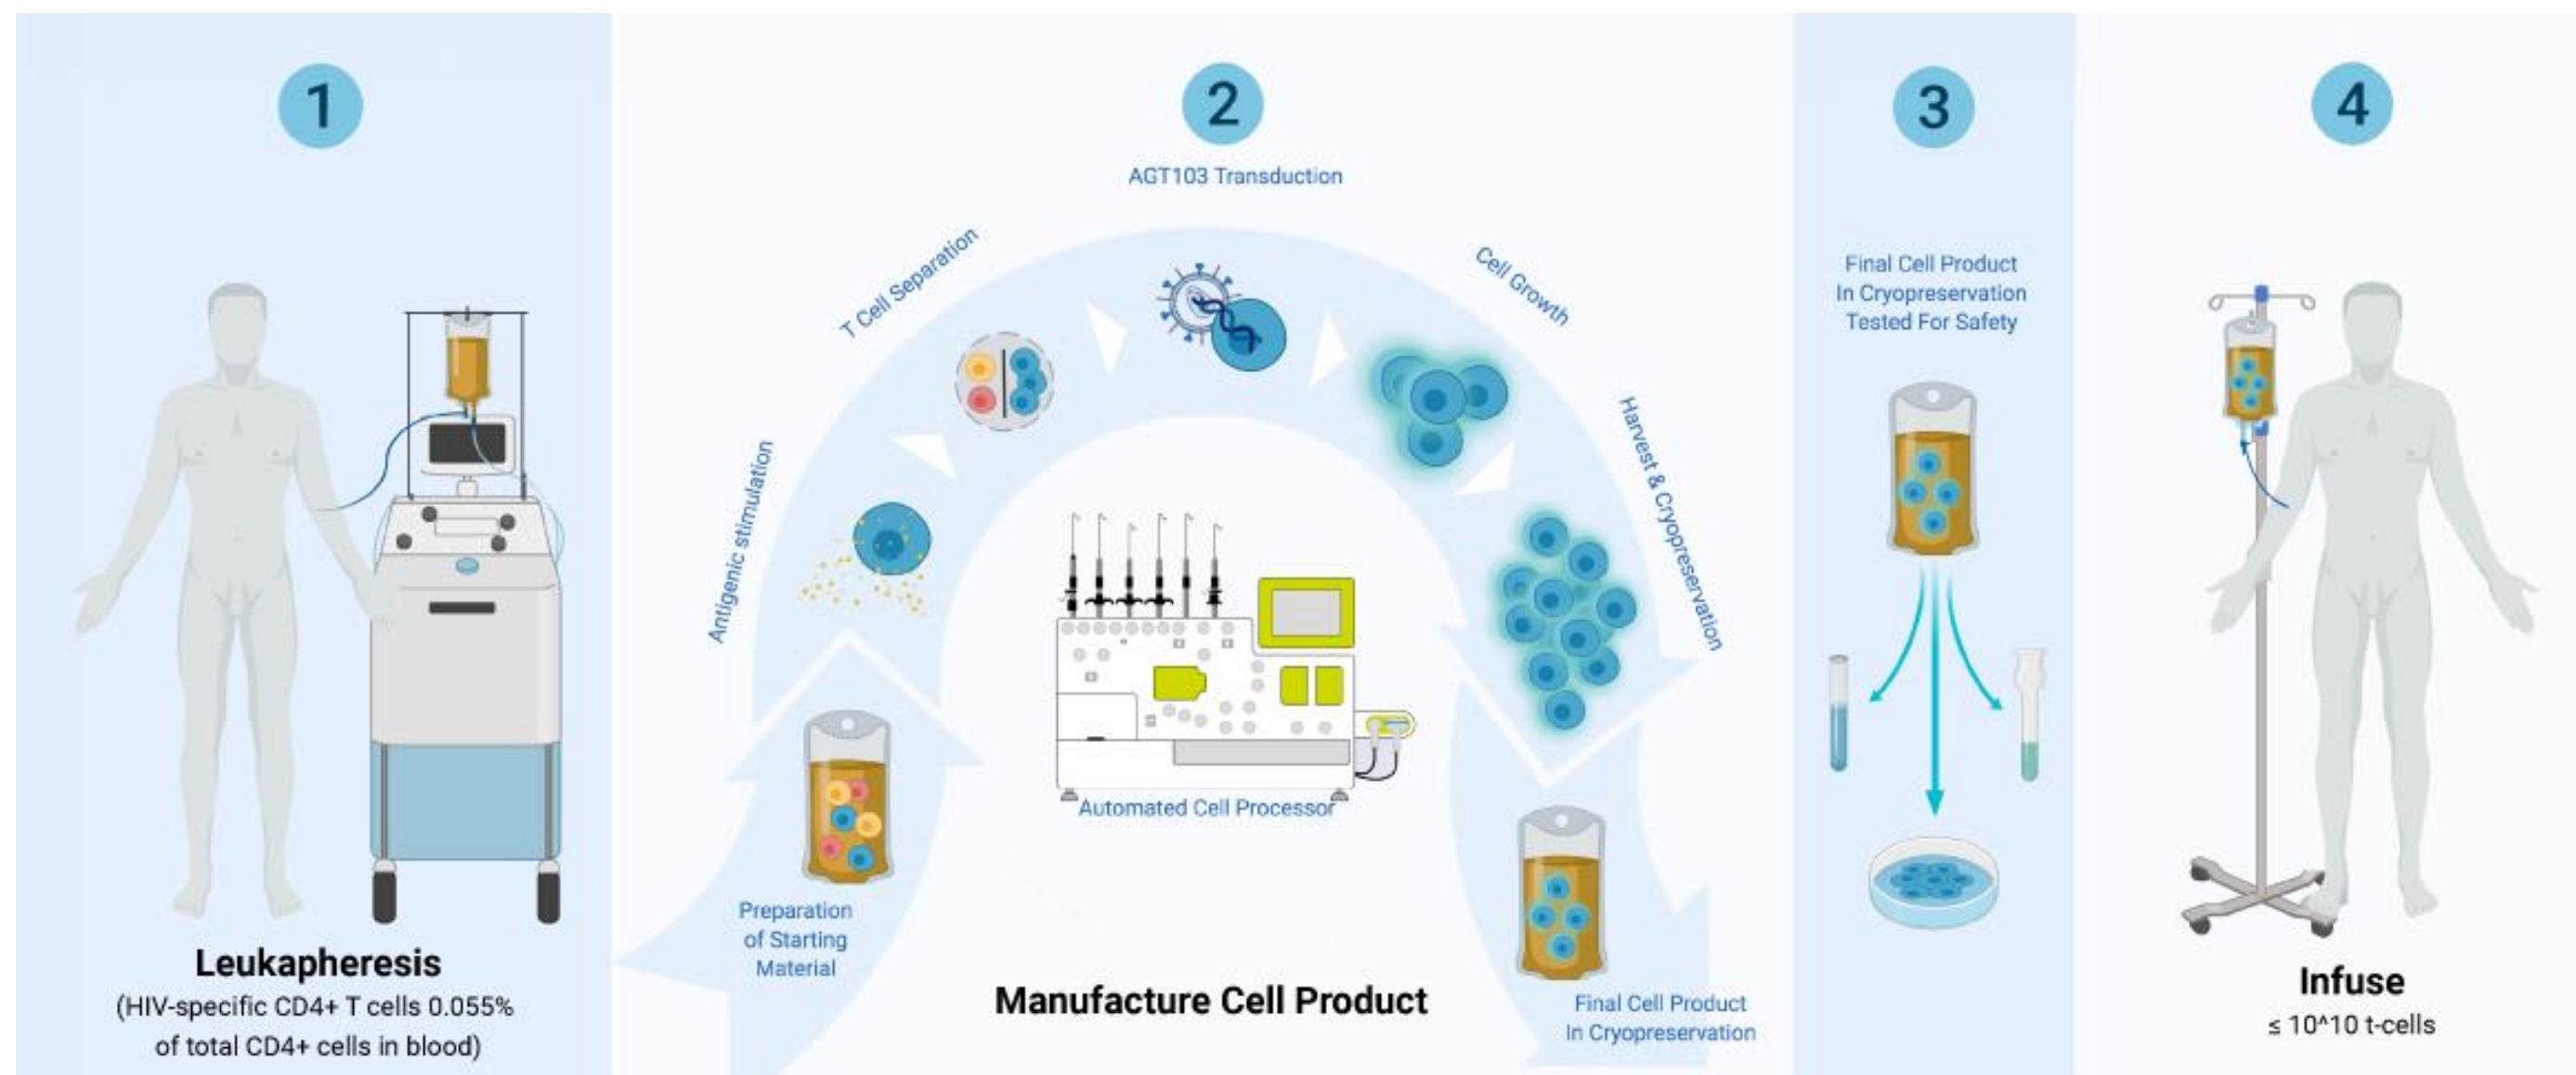 1
Leukapheresis
(HIV-specific CD4+ T cells 0.055%
of total CD4+ cells in blood)
2
AGT103 Transduction
T Cell Separation
Cell Growth
Antigenic stimulation
Harvest & Cryopreservation
Automated Cell Processor
Preparation
of Starting
Material
Manufacture Cell Product
Final Cell Product
In Cryopreservation
3
Final Cell Product
In Cryopreservation
Tested For Safety
4
Infuse
≤ 10^10 t-cells